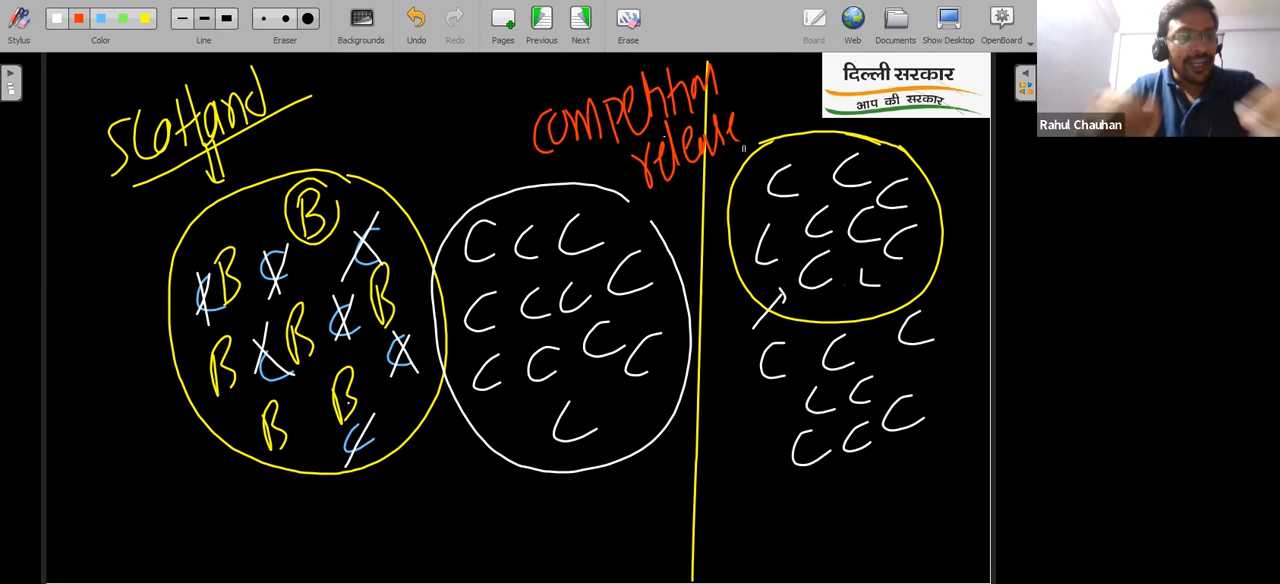 Stylus
Color
Line
Eraser
Backgrounds
Undo
Redo
Pages
Previous
Next
Erase
Board
Web
Documents
Show Desktop
OpenBoard
Rahul Chauhan
दिल्ली सरकार
आप की सरकार
Scotland
competition
release
B
B C C
C B
B C
B C C
B
B
C
C C C
C
C C C
C
C C C
C
C C C
C C C
C C
C L
C
C C
C C
C
C C